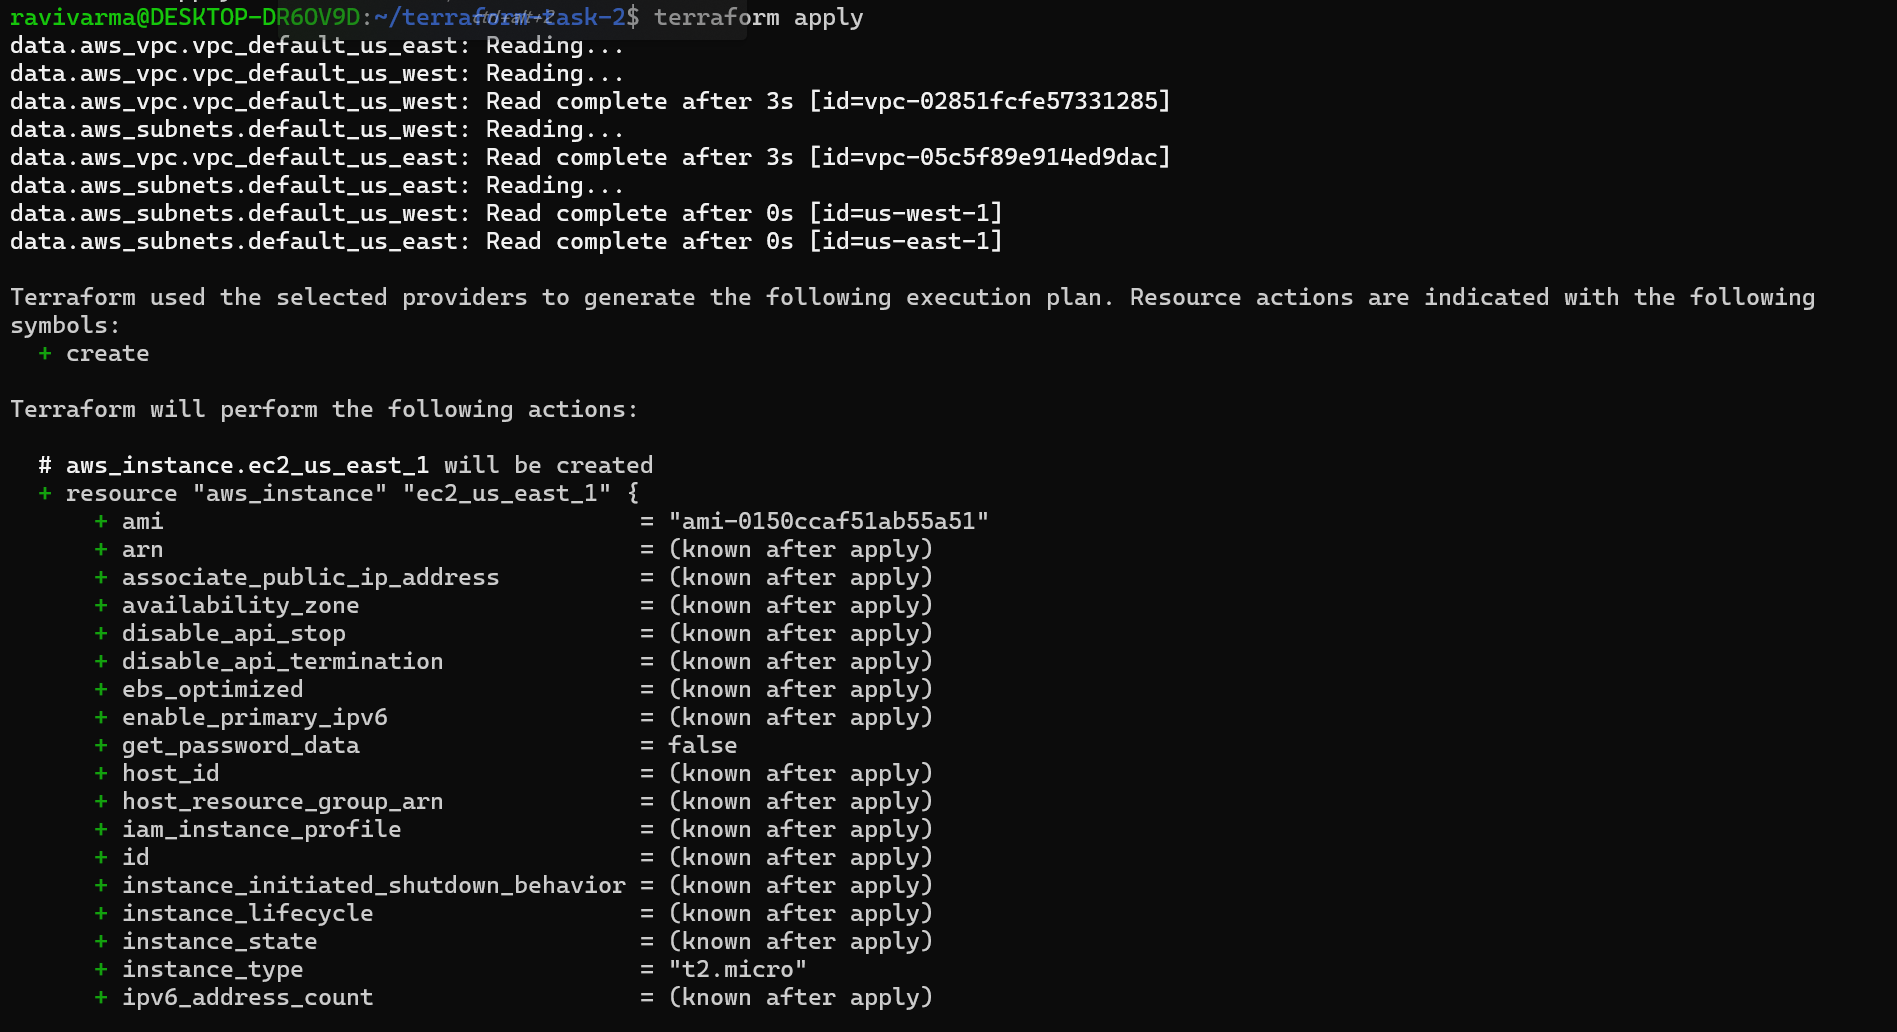 ravivarma@DESKTOP-DR6OV9D:~/terraform-task-2$ terraform apply
ctrl+alt+2
data.aws_vpc.vpc_default_us_east: Reading...
data.aws_vpc.vpc_default_us_west: Reading...
data.aws_vpc.vpc_default_us_west: Read complete after 3s [id=vpc-02851fcfe57331285]
data.aws_subnets.default_us_west: Reading...
data.aws_vpc.vpc_default_us_east: Read complete after 3s [id=vpc-05c5f89e914ed9dac]
data.aws_subnets.default_us_east: Reading...
data.aws_subnets.default_us_west: Read complete after 0s [id=us-west-1]
data.aws_subnets.default_us_east: Read complete after 0s [id=us-east-1]
Terraform used the selected providers to generate the following execution plan. Resource actions are indicated with the following
symbols:
+ create
Terraform will perform the following actions:
# aws_instance.ec2_us_east_1 will be created
+ resource "aws_instance" "ec2_us_east_1" {
+ ami = "ami-0150ccaf51ab55a51"
+ arn = (known after apply)
+ associate_public_ip_address = (known after apply)
+ availability_zone = (known after apply)
+ disable_api_stop = (known after apply)
+ disable_api_termination = (known after apply)
+ ebs_optimized = (known after apply)
+ enable_primary_ipv6 = (known after apply)
+ get_password_data = false
+ host_id = (known after apply)
+ host_resource_group_arn = (known after apply)
+ iam_instance_profile = (known after apply)
+ id = (known after apply)
+ instance_initiated_shutdown_behavior = (known after apply)
+ instance_lifecycle = (known after apply)
+ instance_state = (known after apply)
+ instance_type = "t2.micro"
+ ipv6_address_count = (known after apply)